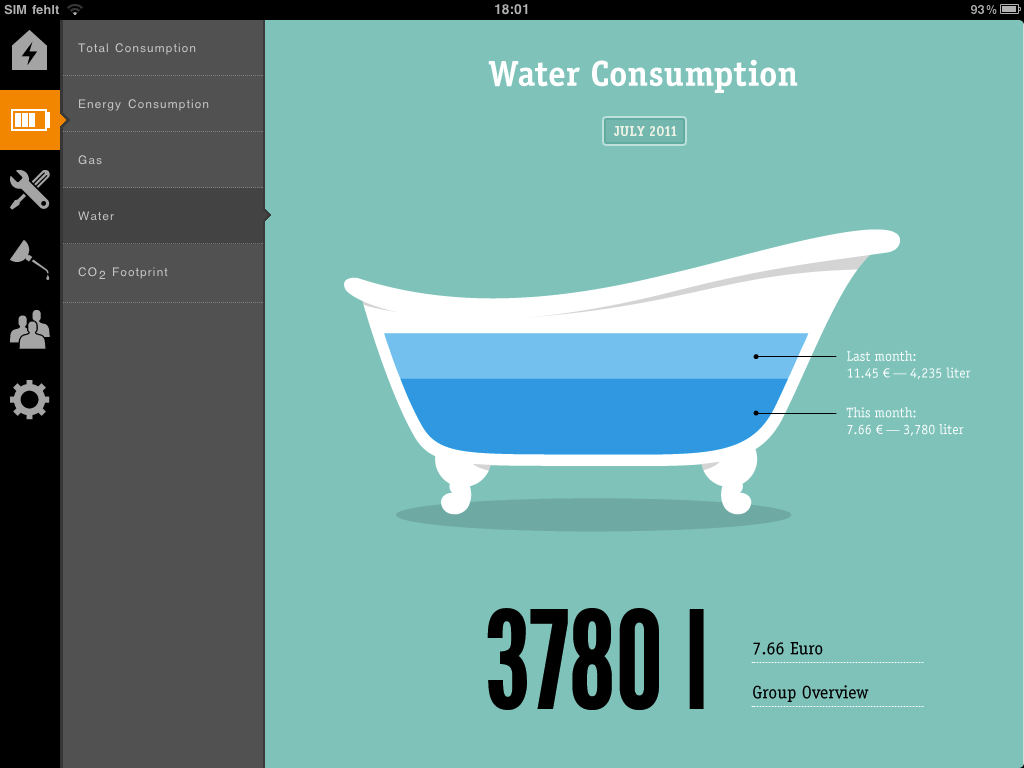 SIM fehlt
18:01
93%
Total Consumption
Energy Consumption
Gas
Water
CO2 Footprint
Water Consumption
JULY 2011
Last month:
11.45 € — 4,235 liter
This month:
7.66 € — 3,780 liter
3780 l
7.66 Euro
Group Overview